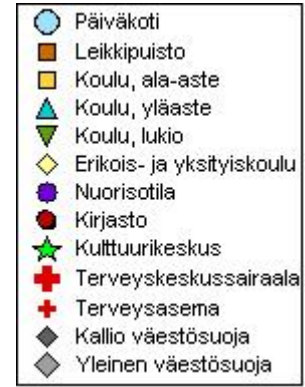 Päiväkoti
Leikkipuisto
Koulu, ala-aste
Koulu, yläaste
Koulu, lukio
Erikois- ja yksityiskoulu
Nuorisotila
Kirjasto
Kulttuurikeskus
Terveyskeskussairaala
Terveysasema
Kallio väestösuoja
Yleinen väestösuoja